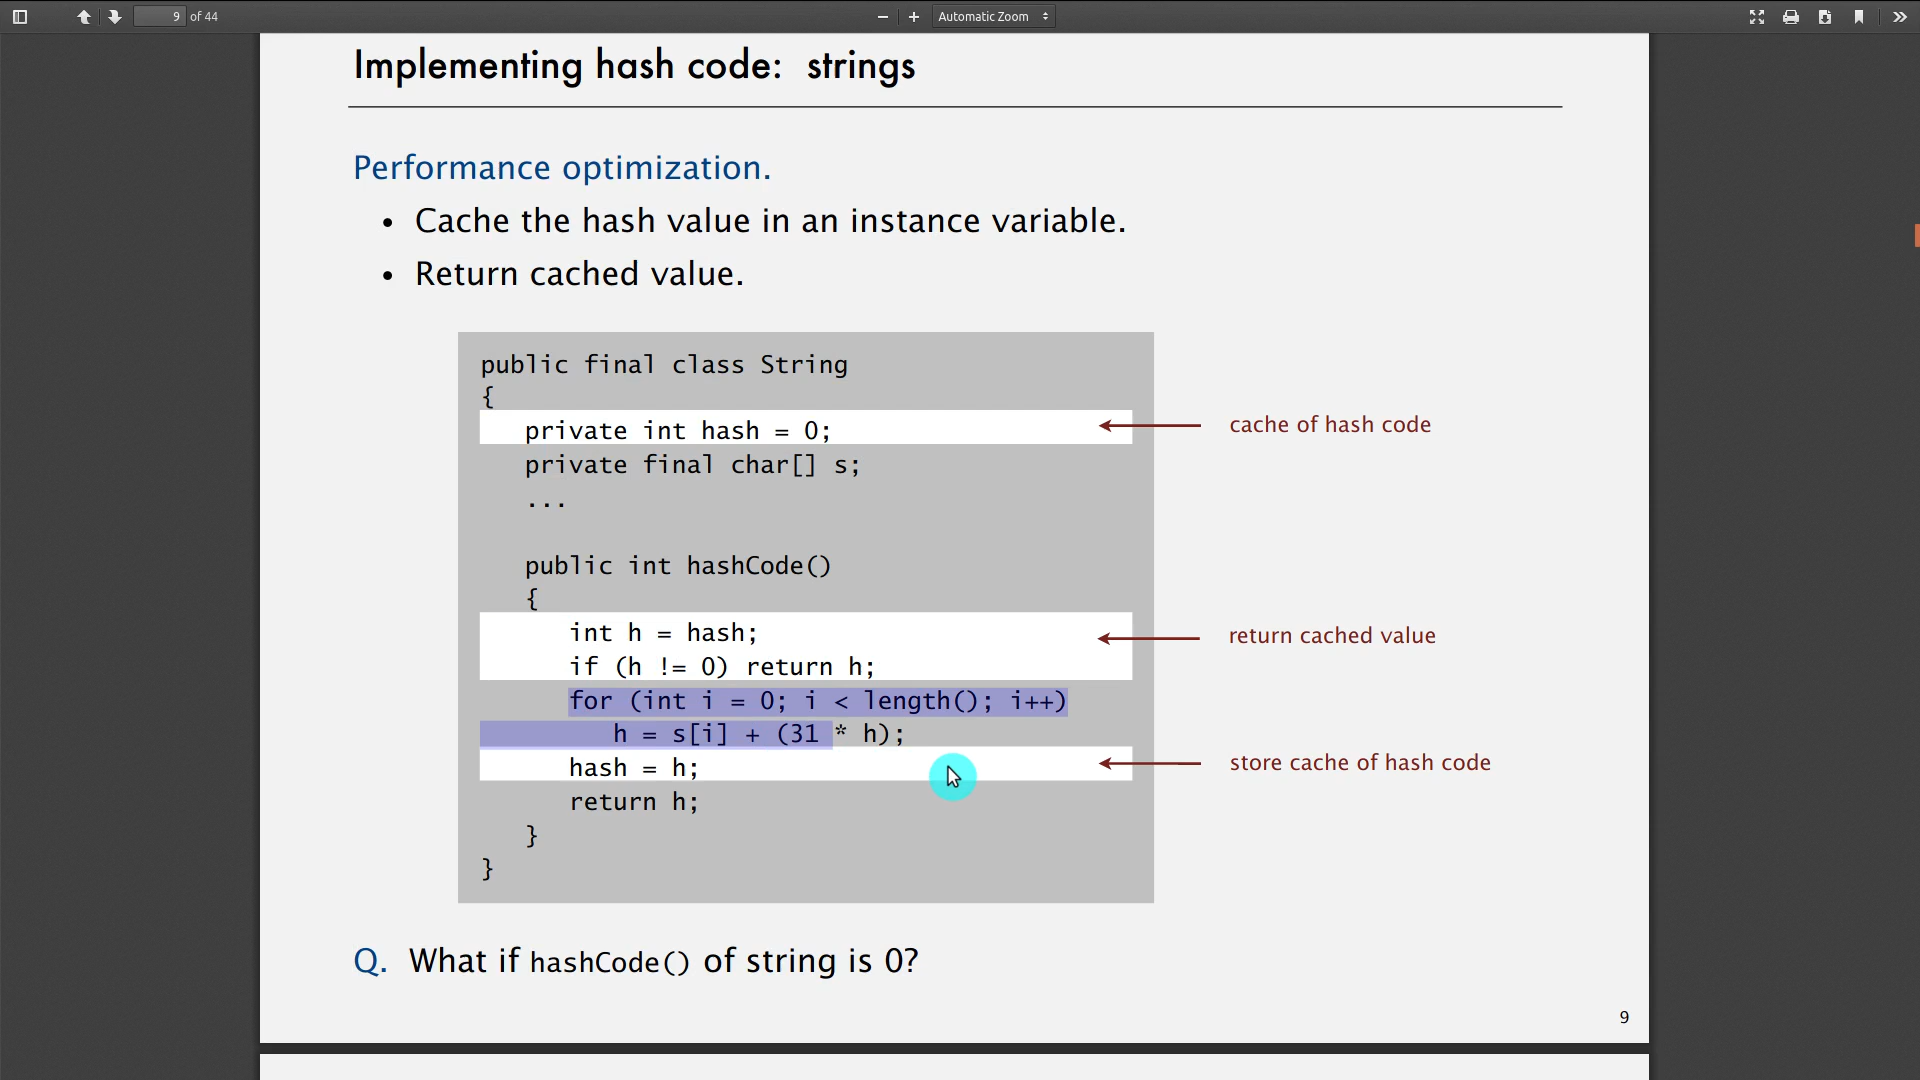 9 of 44
Automatic Zoom
Implementing hash code: strings
Performance optimization.
• Cache the hash value in an instance variable.
• Return cached value.
public final class String
{
private int hash = 0;
cache of hash code
private final char[] s;
...
public int hashCode()
{
int h = hash;
return cached value
if (h != 0) return h;
for (int i = 0; i < length(); i++)
h = s[i] + (31 * h);
hash = h;
store cache of hash code
return h;
}
}
Q. What if hashCode() of string is 0?
9